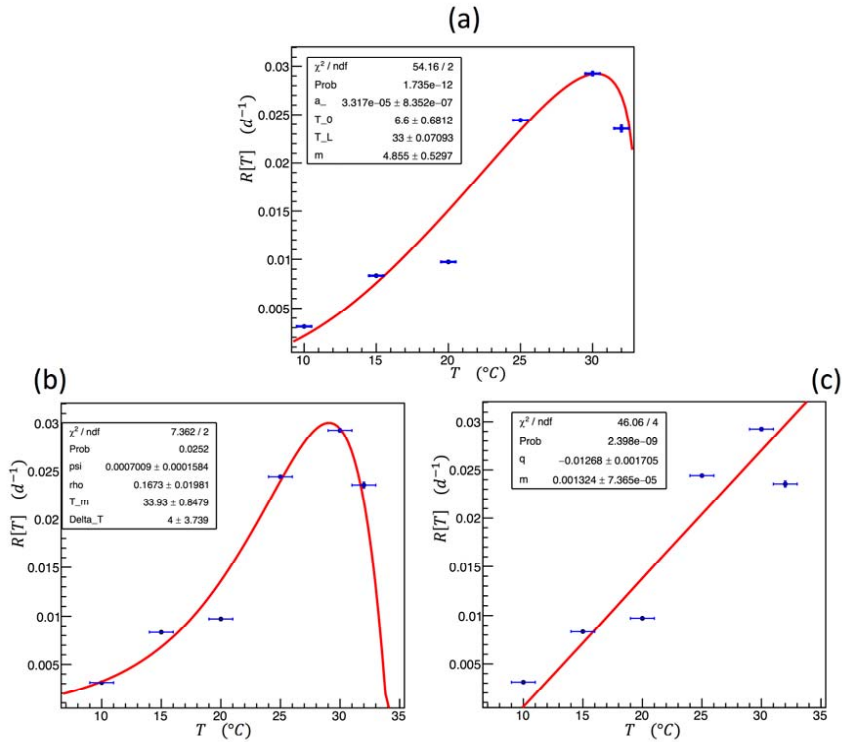 (a)
χ² / ndf 54.16 / 2
Prob 1.735e−12
a_ 3.317e−05 ± 8.352e−07
T_0 6.6 ± 0.6812
T_L 33 ± 0.07093
m 4.855 ± 0.5297
R[T] (d⁻¹)
0.03
0.025
0.02
0.015
0.01
0.005
10 15 20 25 30
T (°C)
(b)
χ² / ndf 7.362 / 2
Prob 0.0252
psi 0.0007009 ± 0.0001584
rho 0.1673 ± 0.01981
T_m 33.93 ± 0.8479
Delta_T 4 ± 3.739
R[T] (d⁻¹)
0.03
0.025
0.02
0.015
0.01
0.005
10 15 20 25 30 35
T (°C)
(c)
χ² / ndf 46.06 / 4
Prob 2.398e−09
q −0.01268 ± 0.001705
m 0.001324 ± 7.365e−05
R[T] (d⁻¹)
0.03
0.025
0.02
0.015
0.01
0.005
10 15 20 25 30 35
T (°C)